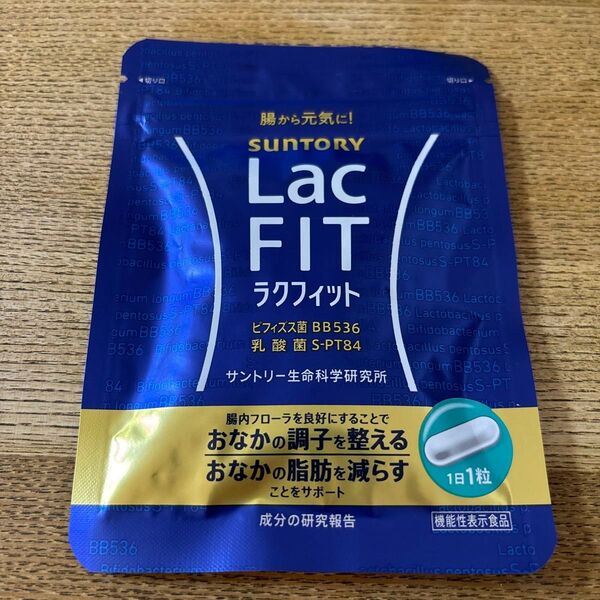 切り口
切り口
腸から元気に!
SUNTORY
Lac
FIT
ラクフィット
ビフィズス菌 BB536
乳酸菌 S-PT84
サントリー生命科学研究所
腸内フローラを良好にすることで
おなかの調子を整える
おなかの脂肪を減らす
ことをサポート
1日1粒
成分の研究報告
機能性表示食品
BB536